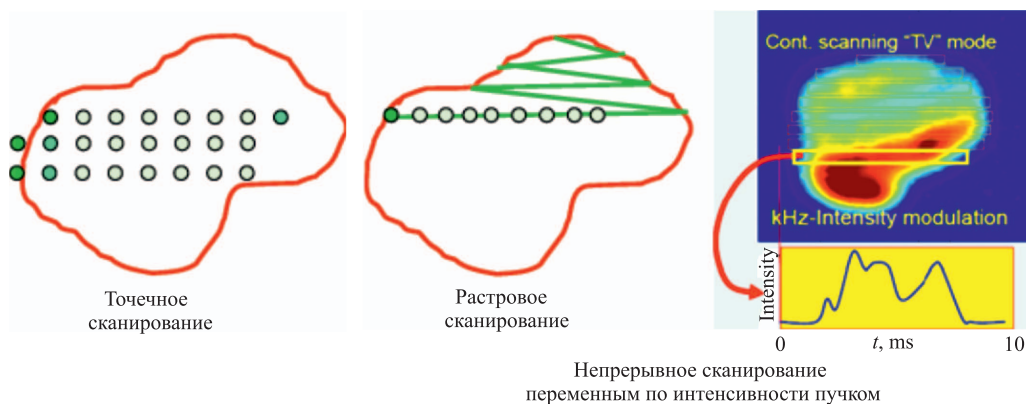 Точечное
сканирование
Растровое
сканирование
Cont. scanning "TV" mode
kHz-Intensity modulation
Intensity
0
t, ms
10
Непрерывное сканирование
переменным по интенсивности пучком